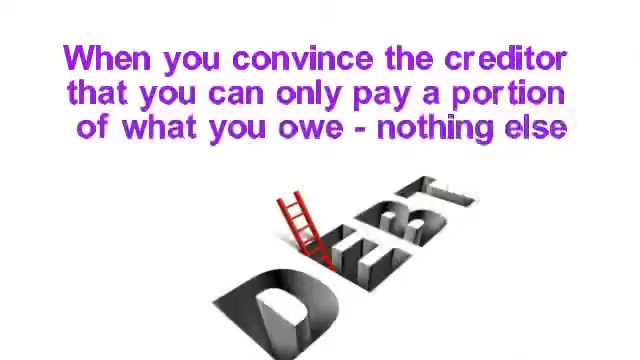 When you convince the creditor
that you can only pay a portion
of what you owe - nothing else
DEBT